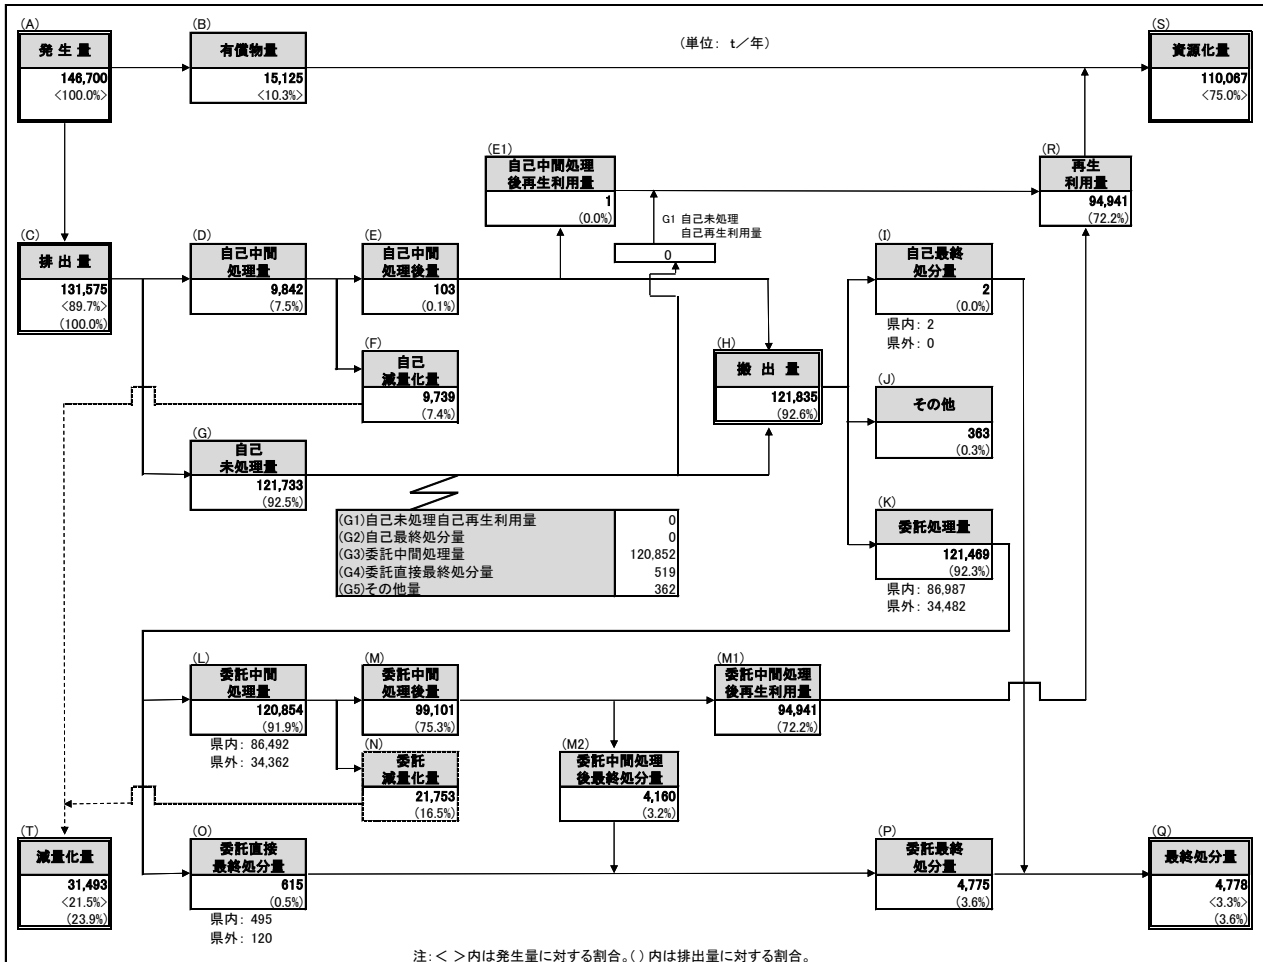 (A)
発 生 量
146,700
<100.0%>
(B)
有償物量
15,125
<10.3%>
(単位: t/年)
(S)
資源化量
110,067
<75.0%>
(E1)
自己中間処理
後再生利用量
1
(0.0%)
G1 自己未処理
自己再生利用量
0
(R)
再生
利用量
94,941
(72.2%)
(C)
排 出 量
131,575
<89.7%>
(100.0%)
(D)
自己中間
処理量
9,842
(7.5%)
(E)
自己中間
処理後量
103
(0.1%)
(I)
自己最終
処分量
2
(0.0%)
県内: 2
県外: 0
(F)
自己
減量化量
9,739
(7.4%)
(H)
搬 出 量
121,835
(92.6%)
(J)
その他
363
(0.3%)
(G)
自己
未処理量
121,733
(92.5%)
(G1)自己未処理自己再生利用量 0
(G2)自己最終処分量 0
(G3)委託中間処理量 120,852
(G4)委託直接最終処分量 519
(G5)その他量 362
(K)
委託処理量
121,469
(92.3%)
県内: 86,987
県外: 34,482
(L)
委託中間
処理量
120,854
(91.9%)
県内: 86,492
県外: 34,362
(M)
委託中間
処理後量
99,101
(75.3%)
(M1)
委託中間処理
後再生利用量
94,941
(72.2%)
(N)
委託
減量化量
21,753
(16.5%)
(M2)
委託中間処理
後最終処分量
4,160
(3.2%)
(T)
減量化量
31,493
<21.5%>
(23.9%)
(O)
委託直接
最終処分量
615
(0.5%)
県内: 495
県外: 120
(P)
委託最終
処分量
4,775
(3.6%)
(Q)
最終処分量
4,778
<3.3%>
(3.6%)
注:< >内は発生量に対する割合。( )内は排出量に対する割合。